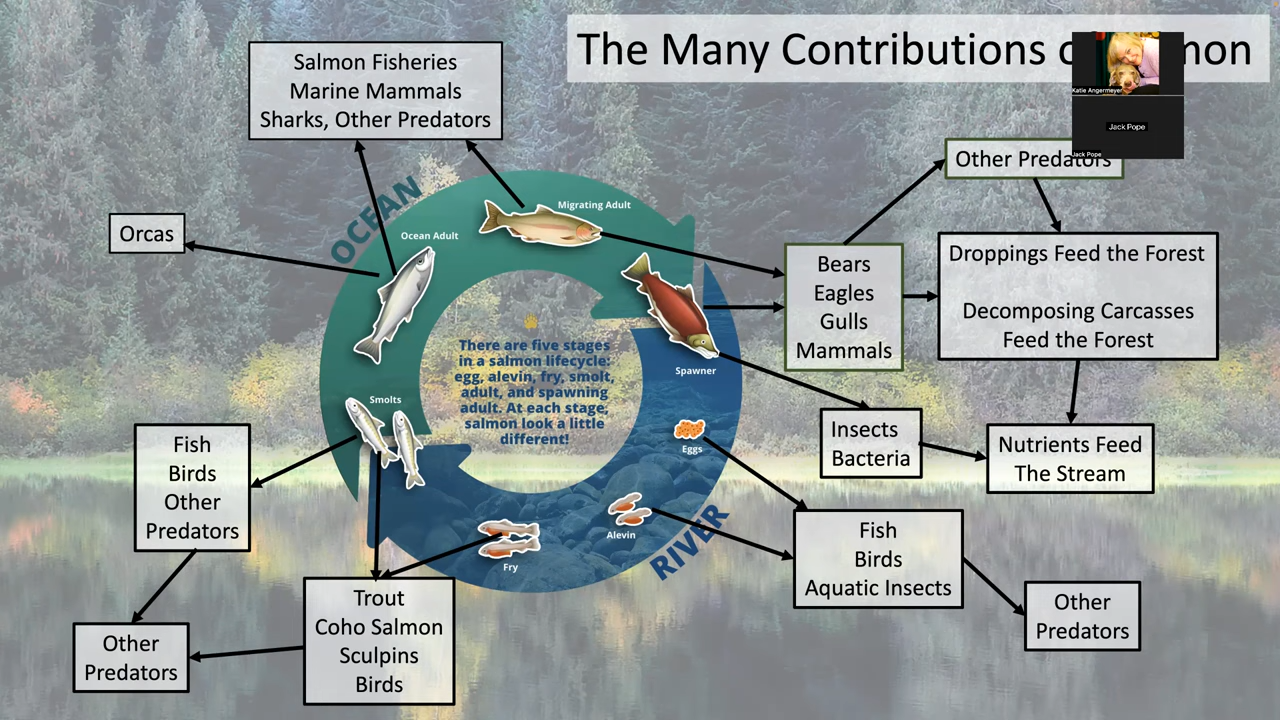 The Many Contributions o mon
Katie Angermeyer
Jack Pope
Jack Pope
Salmon Fisheries
Marine Mammals
Sharks, Other Predators
Other Predators
OCEAN
Migrating Adult
Ocean Adult
Orcas
Bears
Eagles
Gulls
Mammals
Droppings Feed the Forest
Decomposing Carcasses
Feed the Forest
There are five stages
in a salmon lifecycle:
egg, alevin, fry, smolt,
adult, and spawning
adult. At each stage,
salmon look a little
different!
Spawner
Smolts
Eggs
Insects
Bacteria
Nutrients Feed
The Stream
Fish
Birds
Other
Predators
Alevin
RIVER
Fry
Fish
Birds
Aquatic Insects
Trout
Coho Salmon
Sculpins
Birds
Other
Predators
Other
Predators